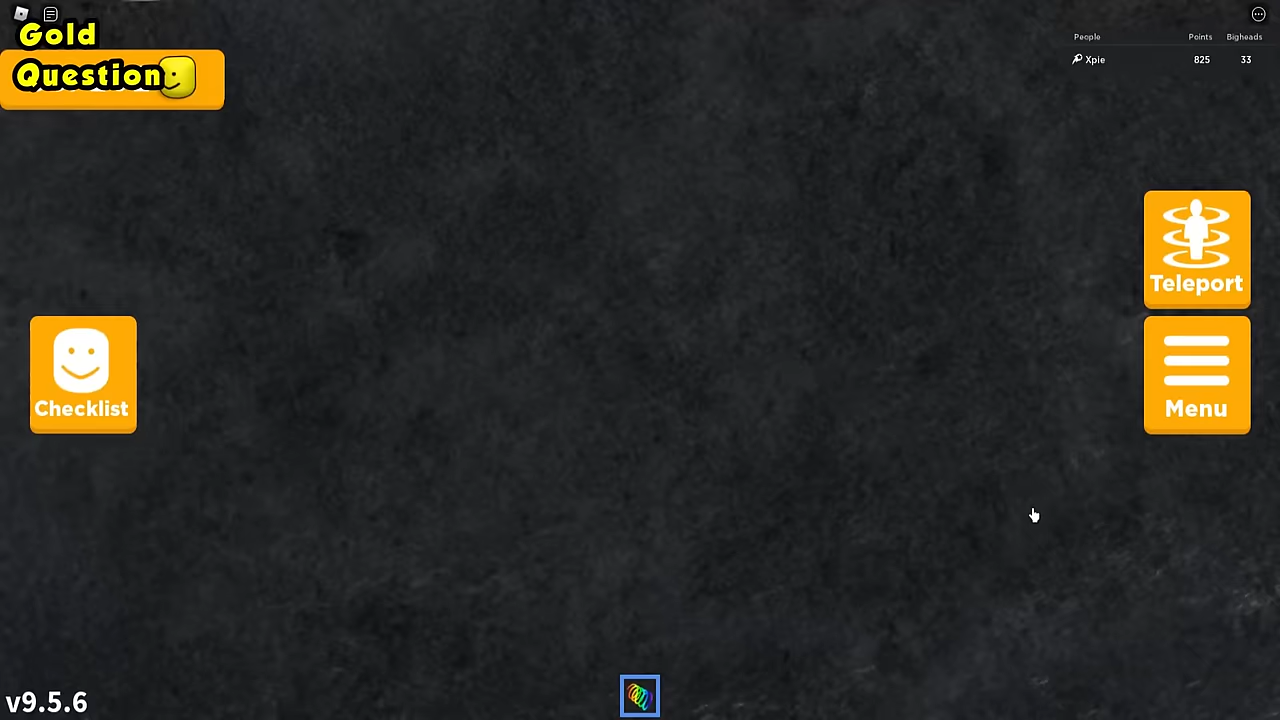 Gold
Question
People Points Bigheads
Xpie 825 33
Teleport
Checklist
Menu
v9.5.6